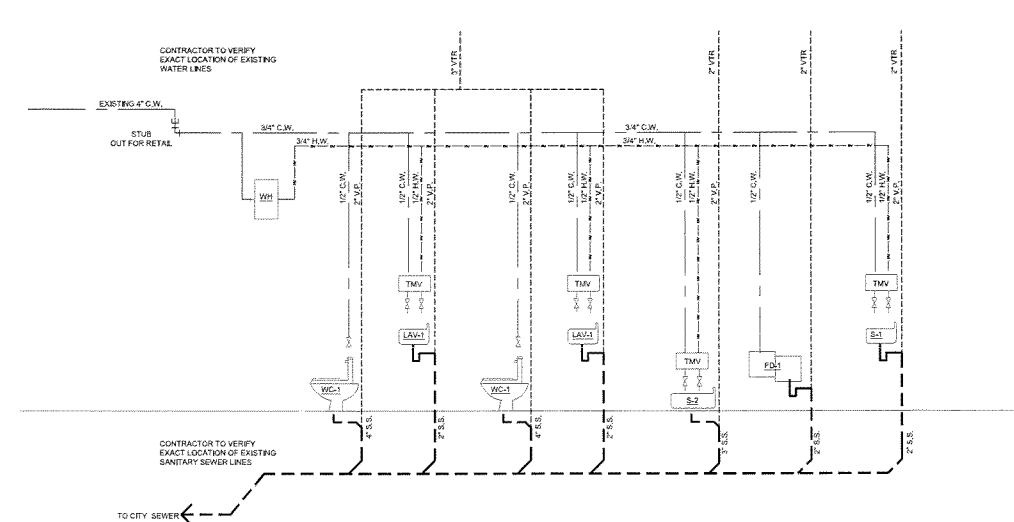 CONTRACTOR TO VERIFY
EXACT LOCATION OF EXISTING
WATER LINES
3" VTR
2" VTR
2" VTR
2" VTR
EXISTING 4" C.W.
STUB
OUT FOR RETAIL
3/4" C.W.
3/4" H.W.
3/4" C.W.
3/4" H.W.
WH
1/2" C.W.
2" V.P.
1/2" C.W.
1/2" H.W.
2" V.P.
1/2" C.W.
2" V.P.
1/2" C.W.
1/2" H.W.
2" V.P.
1/2" C.W.
1/2" H.W.
2" V.P.
1/2" C.W.
2" V.P.
1/2" C.W.
1/2" H.W.
2" V.P.
TMV
TMV
TMV
LAV-1
LAV-1
S-1
TMV
FD-1
WC-1
WC-1
S-2
4" S.S.
2" S.S.
4" S.S.
2" S.S.
3" S.S.
2" S.S.
2" S.S.
CONTRACTOR TO VERIFY
EXACT LOCATION OF EXISTING
SANITARY SEWER LINES
TO CITY SEWER